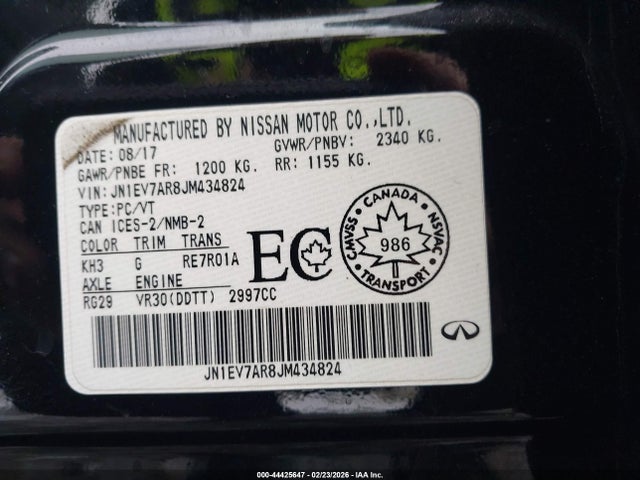 MANUFACTURED BY NISSAN MOTOR CO.,LTD.
DATE: 08/17 GVWR/PNBV: 2340 KG.
GAWR/PNBE FR: 1200 KG. RR: 1155 KG.
VIN: JN1EV7AR8JM434824
TYPE: PC/VT
CAN ICES-2/NMB-2
COLOR TRIM TRANS
KH3 G RE7R01A
AXLE ENGINE
RG29 VR30(DDTT) 2997CC
EC
CANADA
CMVSS NSVAC
986
TRANSPORT
JN1EV7AR8JM434824
000-44425647 - 02/23/2026 - IAA Inc.